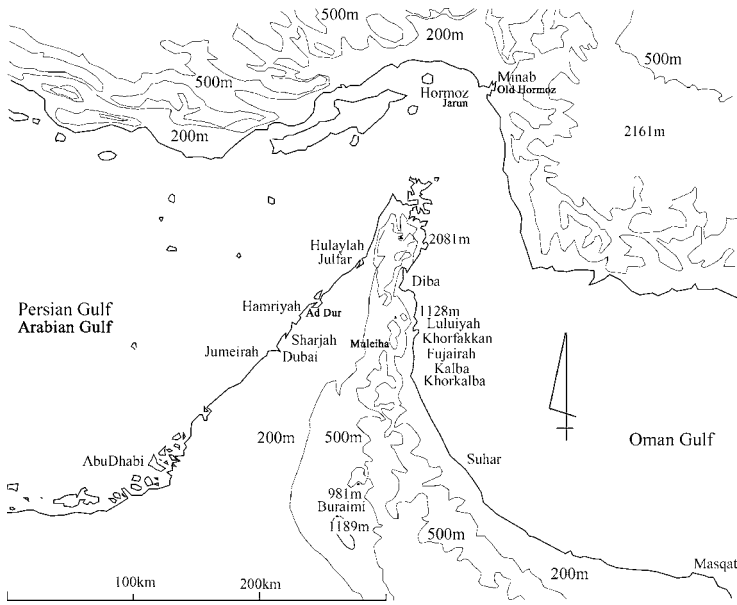 500m
200m
500m
500m
Minab
Old Hormoz
Hormoz
Jarun
200m
2161m
2081m
Hulaylah
Julfar
Diba
Persian Gulf
Arabian Gulf
Hamriyah
Ad Dur
1128m
Luluiyah
Khorfakkan
Fujairah
Kalba
Khorkalba
Sharjah
Muleiha
Jumeirah
Dubai
200m
500m
Oman Gulf
AbuDhabi
Suhar
981m
Buraimi
1189m
500m
200m
Masqat
100km
200km